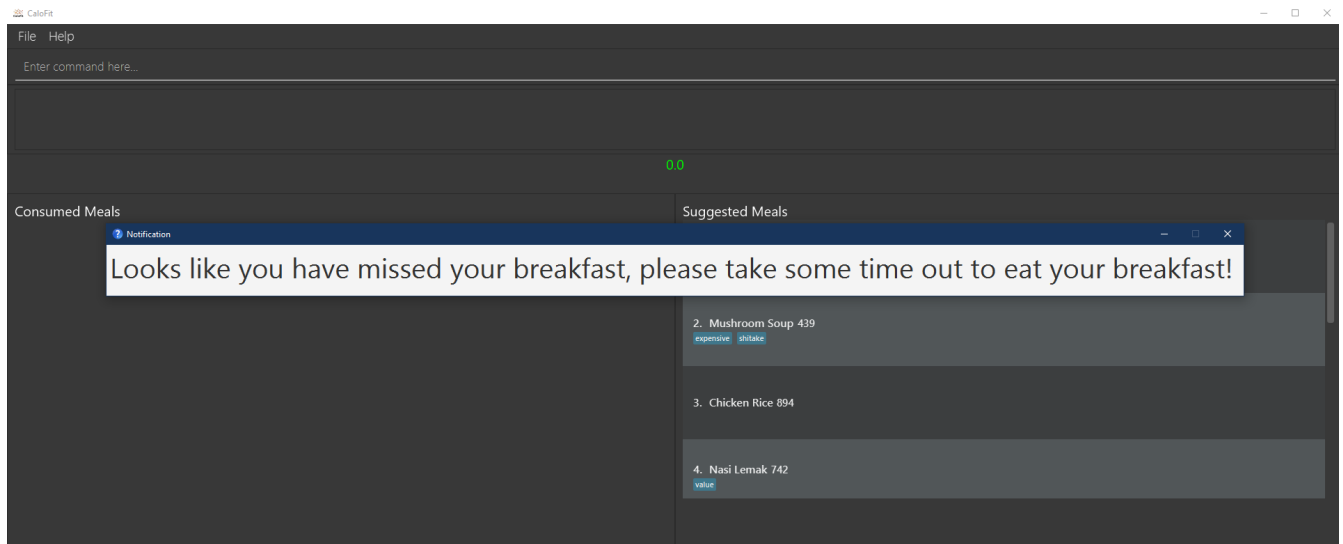 CaloFit
File Help
Enter command here...
0.0
Consumed Meals
Suggested Meals
Notification
Looks like you have missed your breakfast, please take some time out to eat your breakfast!
2. Mushroom Soup 439
expensive shitake
3. Chicken Rice 894
4. Nasi Lemak 742
value